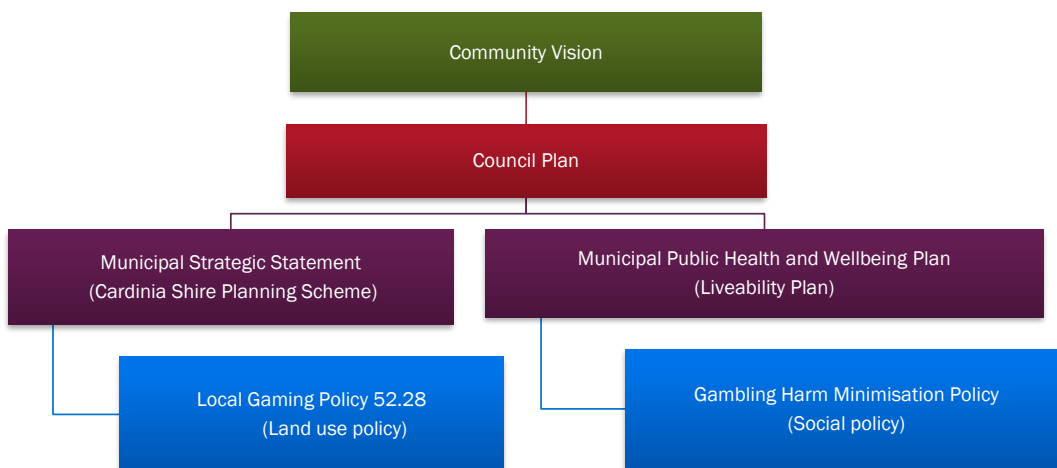 Community Vision
Council Plan
Municipal Strategic Statement
(Cardinia Shire Planning Scheme)
Municipal Public Health and Wellbeing Plan
(Liveability Plan)
Local Gaming Policy 52.28
(Land use policy)
Gambling Harm Minimisation Policy
(Social policy)